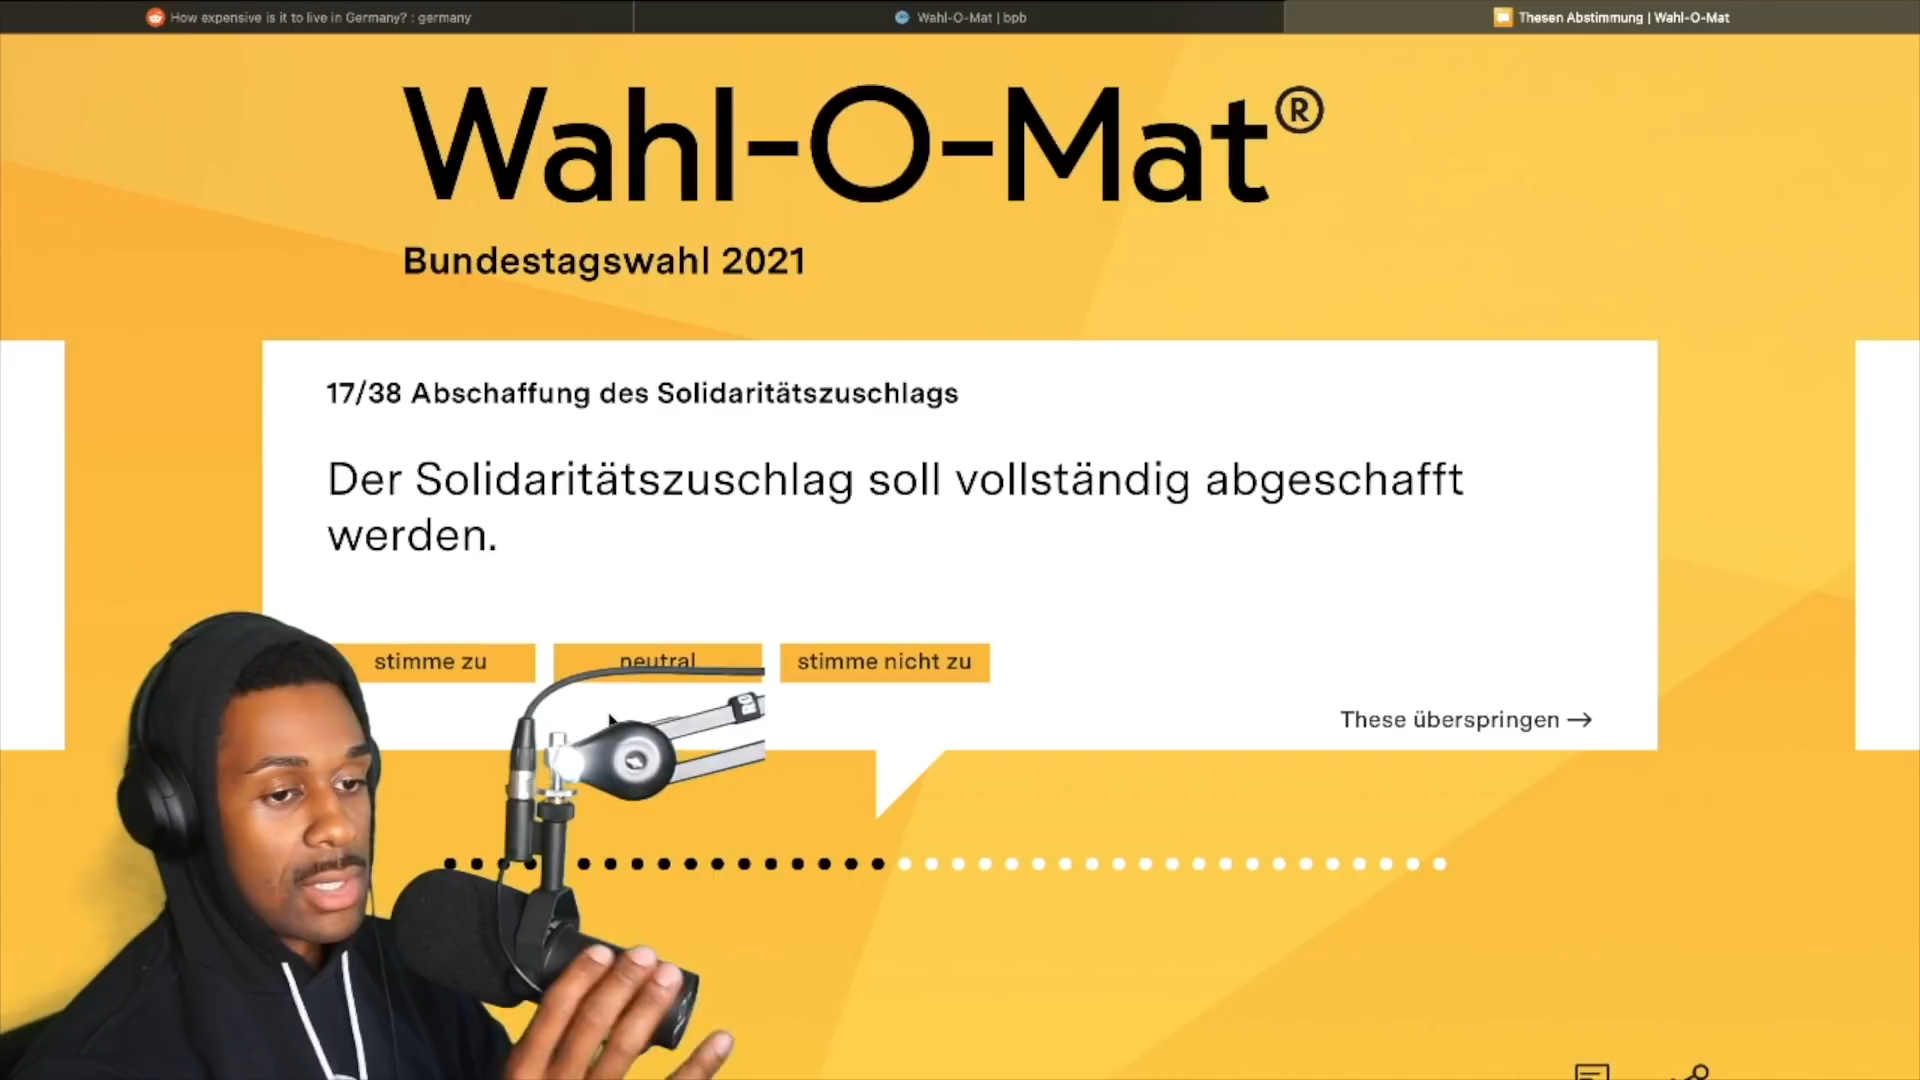 How expensive is it to live in Germany? : germany
Wahl-O-Mat | bpb
Thesen Abstimmung | Wahl-O-Mat
Wahl-O-Mat®
Bundestagswahl 2021
17/38 Abschaffung des Solidaritätszuschlags
Der Solidaritätszuschlag soll vollständig abgeschafft
werden.
stimme zu
neutral
stimme nicht zu
These überspringen →